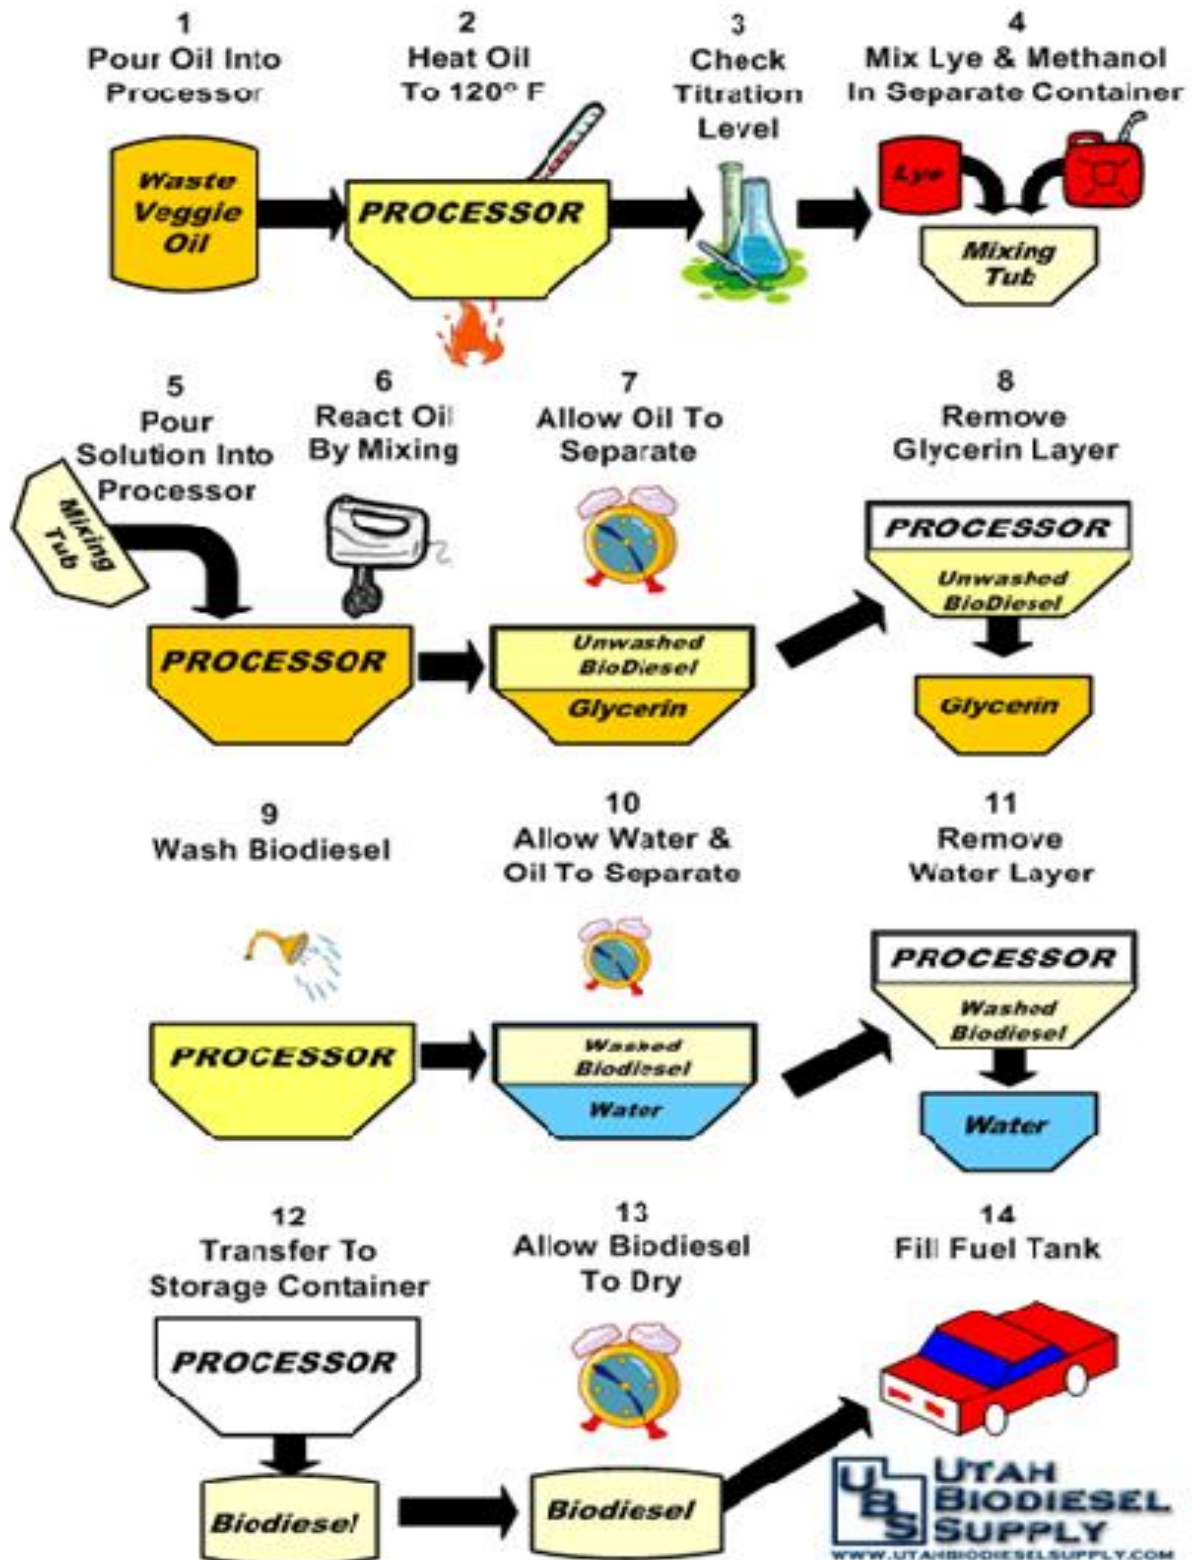 1
Pour Oil Into
Processor
Waste
Veggie
Oil
2
Heat Oil
To 120° F
PROCESSOR
3
Check
Titration
Level
4
Mix Lye & Methanol
In Separate Container
Lye
Mixing
Tub
5
Pour
Solution Into
Processor
Mixing
Tub
PROCESSOR
6
React Oil
By Mixing
7
Allow Oil To
Separate
Unwashed
BioDiesel
Glycerin
8
Remove
Glycerin Layer
PROCESSOR
Unwashed
BioDiesel
Glycerin
9
Wash Biodiesel
PROCESSOR
10
Allow Water &
Oil To Separate
Washed
Biodiesel
Water
11
Remove
Water Layer
PROCESSOR
Washed
Biodiesel
Water
12
Transfer To
Storage Container
PROCESSOR
Biodiesel
13
Allow Biodiesel
To Dry
Biodiesel
14
Fill Fuel Tank
UBS
UTAH
BIODIESEL
SUPPLY
WWW.UTAHBIODIESELSUPPLY.COM